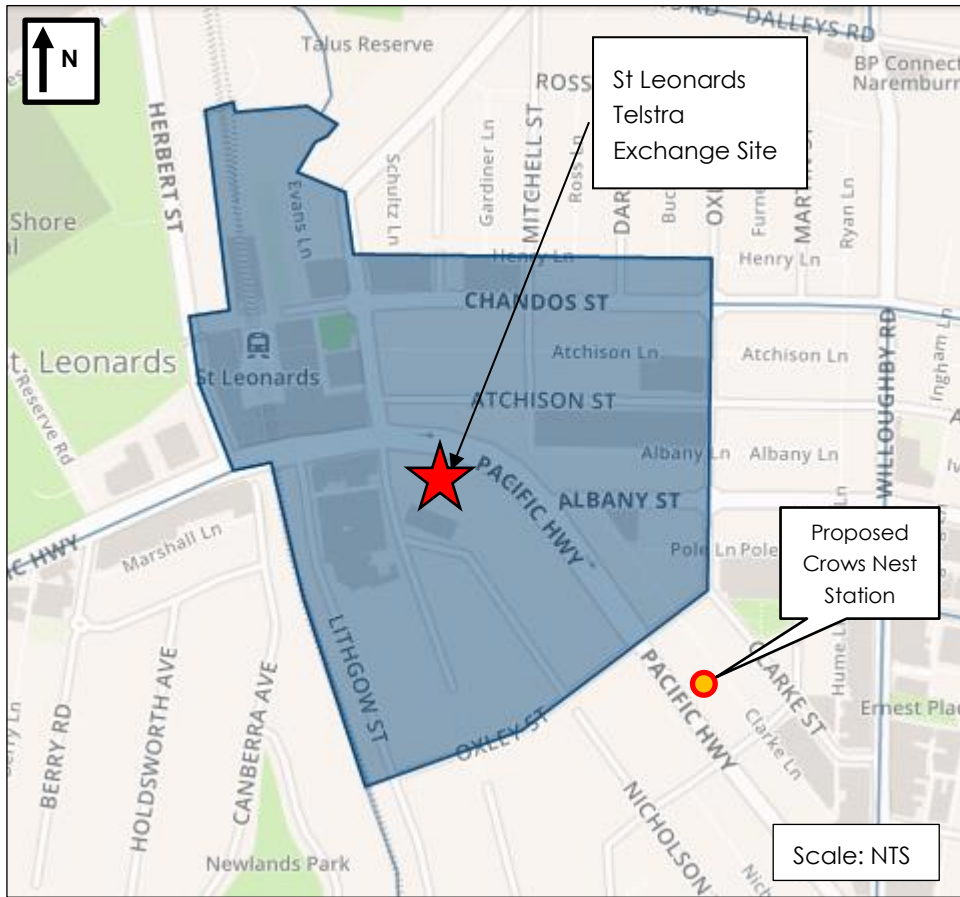 N
Talus Reserve
DALLEYS RD
BP Connect
Naremburn
HERBERT ST
St Leonards
Telstra
Exchange Site
ROSS
Schultz Ln
Gardiner Ln
MITCHELL ST
Ross Ln
Ryan Ln
Evans Ln
Shore
Henry Ln
Henry Ln
CHANDOS ST
WILLOUGHBY RD
Ingham Ln
Atchison Ln
Atchison Ln
t. Leonards
St Leonards
Reserve Rd
ATCHISON ST
Albany Ln
Albany Ln
PACIFIC HWY
ALBANY ST
IC HWY
Marshall Ln
Pole Ln
Pole
Proposed
Crows Nest
Station
LITHGOW ST
BERRY RD
HOLDSWORTH AVE
CANBERRA AVE
PACIFIC HWY
CLARKE ST
Clarke Ln
Hume Ln
Ernest Plac
OXLEY ST
NICHOLSON
Newlands Park
Scale: NTS